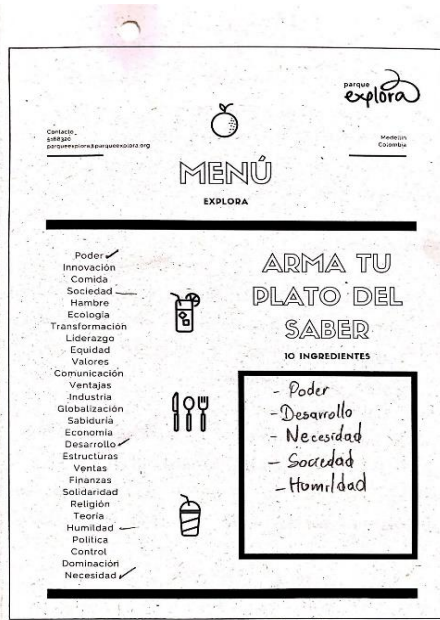 parque
explora
Contacto_
5168320
parqueexplora@parqueexplora.org
Medellín
Colombia
MENÚ
EXPLORA
Poder
Innovación
Comida
Sociedad
Hambre
Ecología
Transformación
Liderazgo
Equidad
Valores
Comunicación
Ventajas
Industria
Globalización
Sabiduría
Economía
Desarrollo
Estructuras
Ventas
Finanzas
Solidaridad
Religión
Teoría
Humildad
Política
Control
Dominación
Necesidad
ARMA TU
PLATO DEL
SABER
10 INGREDIENTES
- Poder
- Desarrollo
- Necesidad
- Sociedad
- Humildad